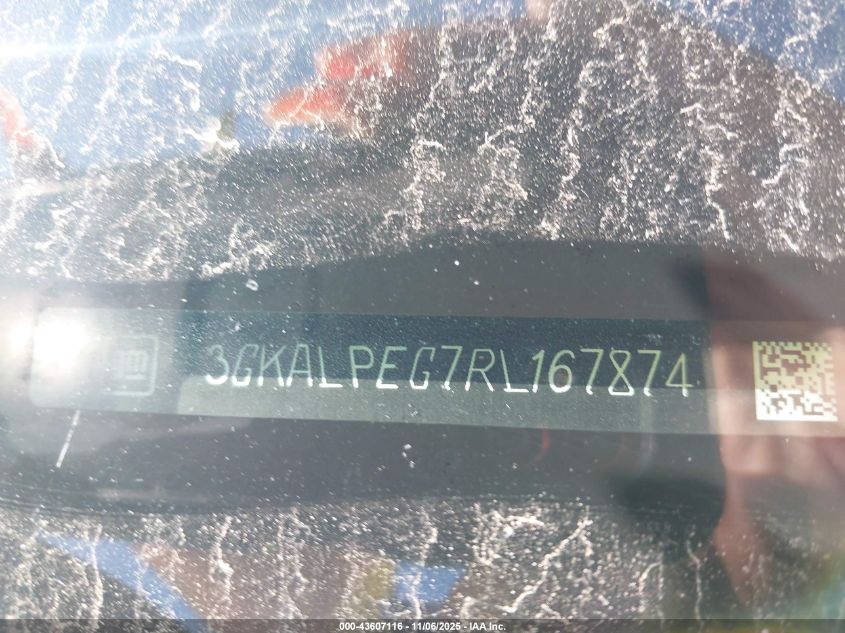 3GKALPEG7RL167874
000-43607116 - 11/06/2025 - IAA.Inc.